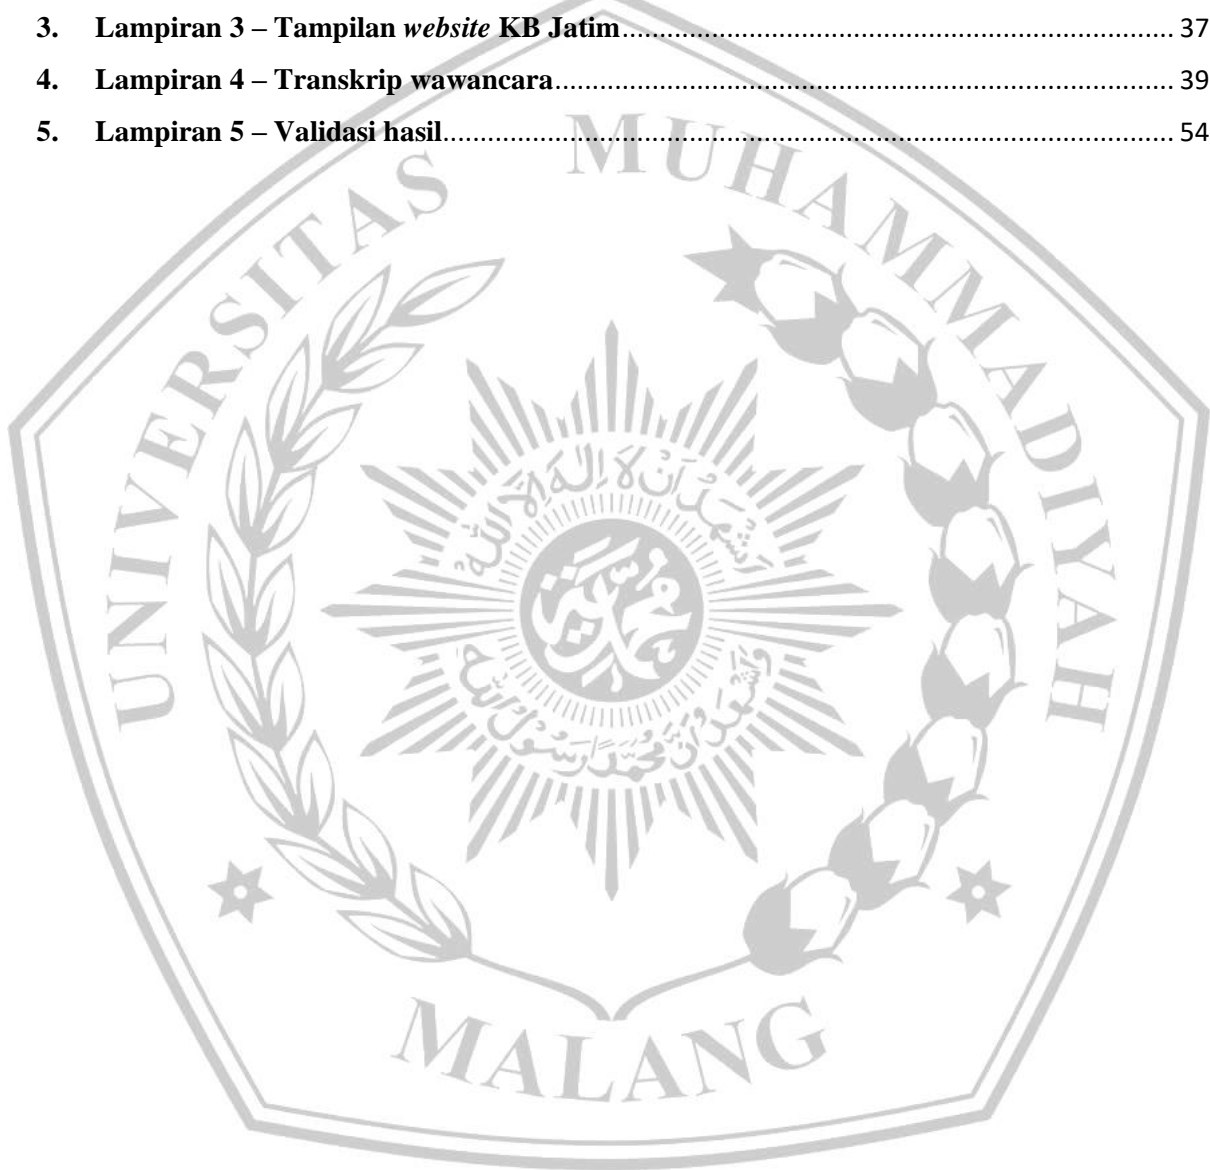 3. Lampiran 3 – Tampilan website KB Jatim 37
4. Lampiran 4 – Transkrip wawancara 39
5. Lampiran 5 – Validasi hasil 54
UNIVERSITAS MUHAMMADIYAH
MALANG